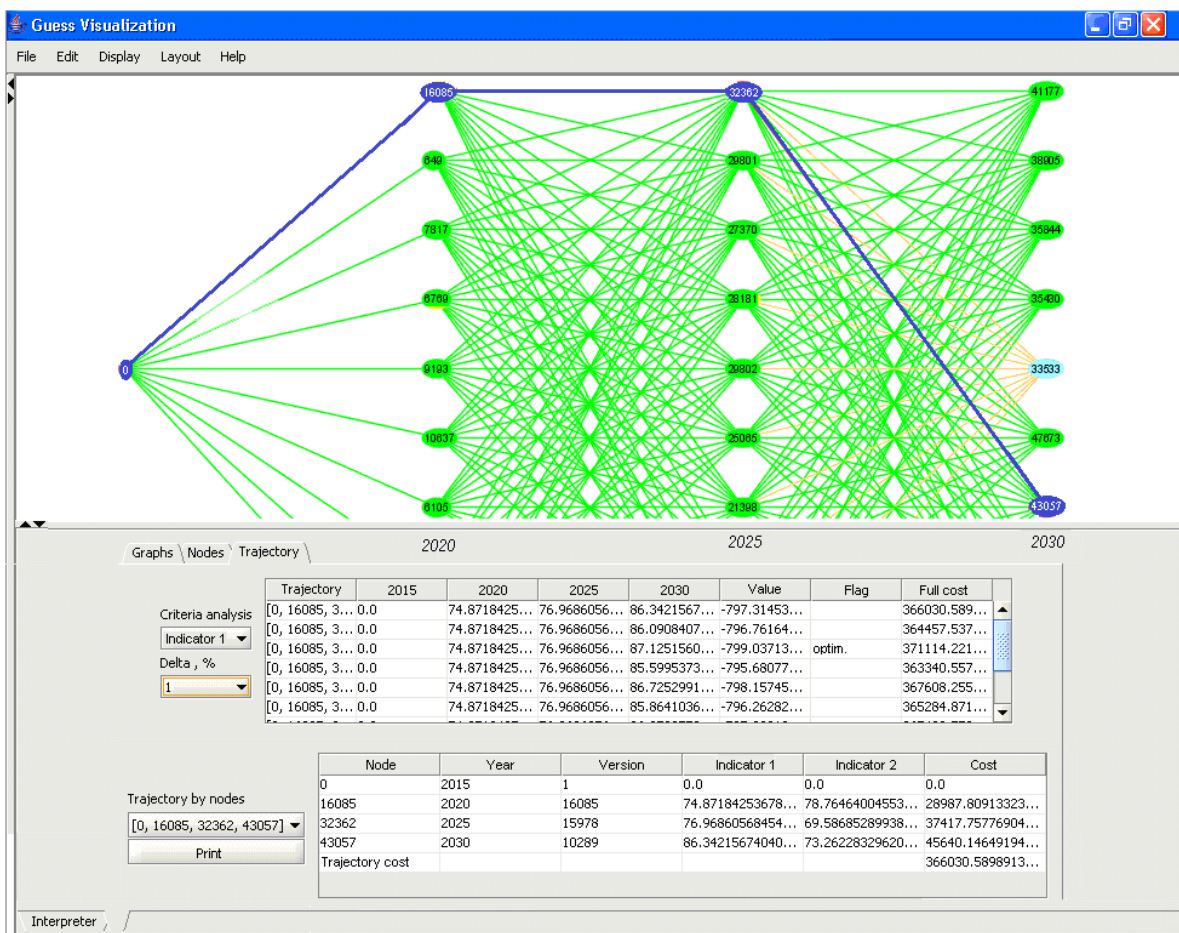 Guess Visualization
File Edit Display Layout Help
16085 32362 41177
649 29801 38905
7817 27370 35844
6769 28181 35430
0 9193 29802 33533
10637 25065 47673
6105 21398 43057
Graphs Nodes Trajectory 2020 2025 2030
Trajectory 2015 2020 2025 2030 Value Flag Full cost
Criteria analysis
Indicator 1
Delta , %
1
[0, 16085, 3... 0.0 74.8718425... 76.9686056... 86.3421567... -797.31453... 366030.589...
[0, 16085, 3... 0.0 74.8718425... 76.9686056... 86.0908407... -796.76164... 364457.537...
[0, 16085, 3... 0.0 74.8718425... 76.9686056... 87.1251560... -799.03713... optim. 371114.221...
[0, 16085, 3... 0.0 74.8718425... 76.9686056... 85.5995373... -795.68077... 363340.557...
[0, 16085, 3... 0.0 74.8718425... 76.9686056... 86.7252991... -798.15745... 367608.255...
[0, 16085, 3... 0.0 74.8718425... 76.9686056... 85.8641036... -796.26282... 365284.871...
Node Year Version Indicator 1 Indicator 2 Cost
0 2015 1 0.0 0.0 0.0
16085 2020 16085 74.87184253678... 78.76464004553... 28987.80913323...
32362 2025 15978 76.96860568454... 69.58685289938... 37417.75776904...
43057 2030 10289 86.34215674040... 73.26228329620... 45640.14649194...
Trajectory cost 366030.5898913...
Trajectory by nodes
[0, 16085, 32362, 43057]
Print
Interpreter